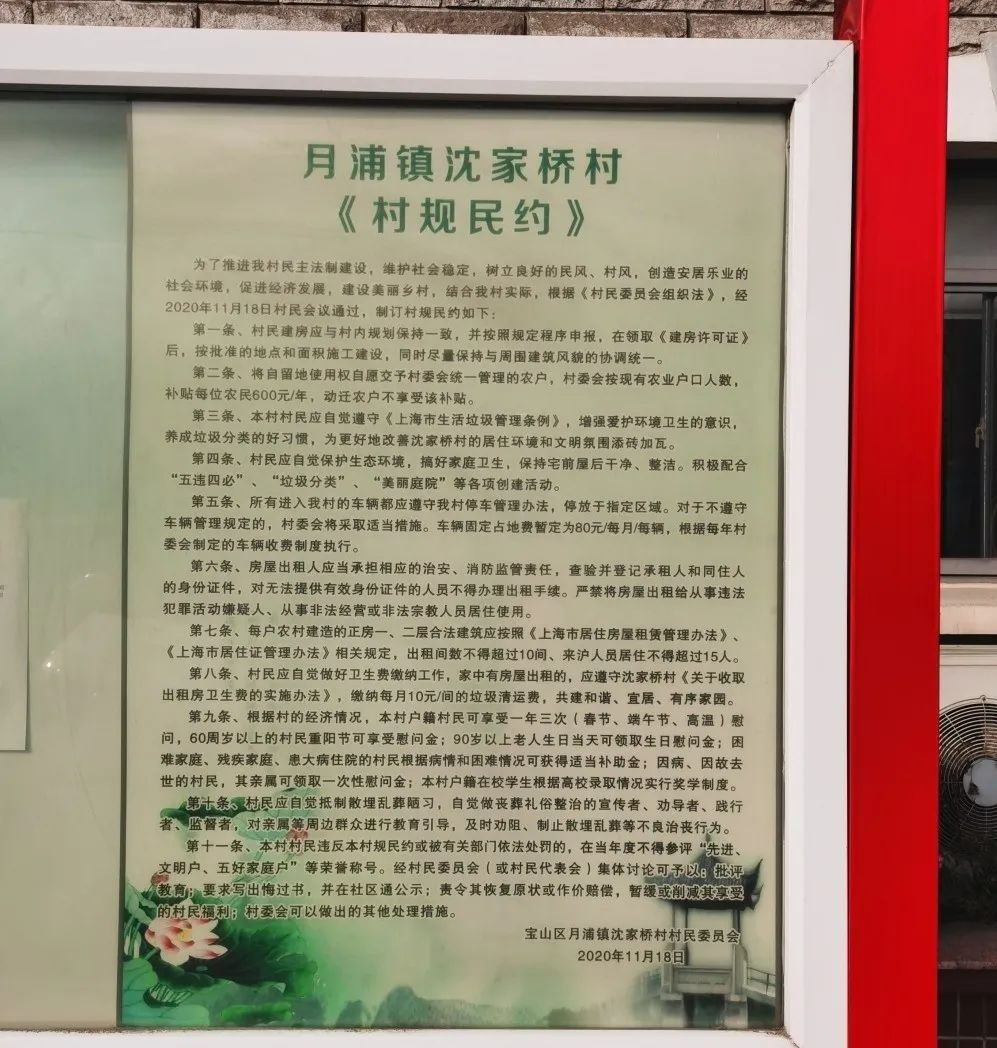 月浦镇沈家桥村
《村规民约》
为了推进我村民主法制建设，维护社会稳定，树立良好的民风、村风，创造安居乐业的
社会环境，促进经济发展，建设美丽乡村，结合我村实际，根据《村民委员会组织法》，经
2020年11月18日村民会议通过，制订村规民约如下：
第一条、村民建房应与村内规划保持一致，并按照规定程序申报，在领取《建房许可证》
后，按批准的地点和面积施工建设，同时尽量保持与周围建筑风貌的协调统一。
第二条、将自留地使用权自愿交予村委会统一管理的农户，村委会按现有农业户口人数，
补贴每位农民600元/年，动迁农户不享受该补贴。
第三条、本村村民应自觉遵守《上海市生活垃圾管理条例》，增强爱护环境卫生的意识，
养成垃圾分类的好习惯，为更好地改善沈家桥村的居住环境和文明氛围添砖加瓦。
第四条、村民应自觉保护生态环境，搞好家庭卫生，保持宅前屋后干净、整洁。积极配合
“五违四必”、“垃圾分类”、“美丽庭院”等各项创建活动。
第五条、所有进入我村的车辆都应遵守我村停车管理办法，停放于指定区域。对于不遵守
车辆管理规定的，村委会将采取适当措施。车辆固定占地费暂定为80元/每月/每辆，根据每年村
委会制定的车辆收费制度执行。
第六条、房屋出租人应当承担相应的治安、消防监管责任，查验并登记承租人和同住人
的身份证件，对无法提供有效身份证件的人员不得办理出租手续。严禁将房屋出租给从事违法
犯罪活动嫌疑人、从事非法经营或非法宗教人员居住使用。
第七条、每户农村建造的正房一、二层合法建筑应按照《上海市居住房屋租赁管理办法》、
《上海市居住证管理办法》相关规定，出租间数不得超过10间、来沪人员居住不得超过15人。
第八条、村民应自觉做好卫生费缴纳工作，家中有房屋出租的，应遵守沈家桥村《关于收取
出租房卫生费的实施办法》，缴纳每月10元/间的垃圾清运费，共建和谐、宜居、有序家园。
第九条、根据村的经济情况，本村户籍村民可享受一年三次（春节、端午节、高温）慰
问，60周岁以上的村民重阳节可享受慰问金；90岁以上老人生日当天可领取生日慰问金；困
难家庭、残疾家庭、患大病住院的村民根据病情和困难情况可获得适当补助金；因病、因故去
世的村民，其亲属可领取一次性慰问金；本村户籍在校学生根据高校录取情况实行奖学制度。
第十条、村民应自觉抵制散埋乱葬陋习，自觉做丧葬礼俗整治的宣传者、劝导者、践行
者、监督者，对亲属等周边群众进行教育引导，及时劝阻、制止散埋乱葬等不良治丧行为。
第十一条、本村村民违反本村规民约或被有关部门依法处罚的，在当年度不得参评“先进、
文明户、五好家庭户”等荣誉称号。经村民委员会（或村民代表会）集体讨论可予以：批评
教育；要求写出悔过书，并在社区通公示；责令其恢复原状或作价赔偿，暂缓或削减其享受
的村民福利；村委会可以做出的其他处理措施。
宝山区月浦镇沈家桥村村民委员会
2020年11月18日